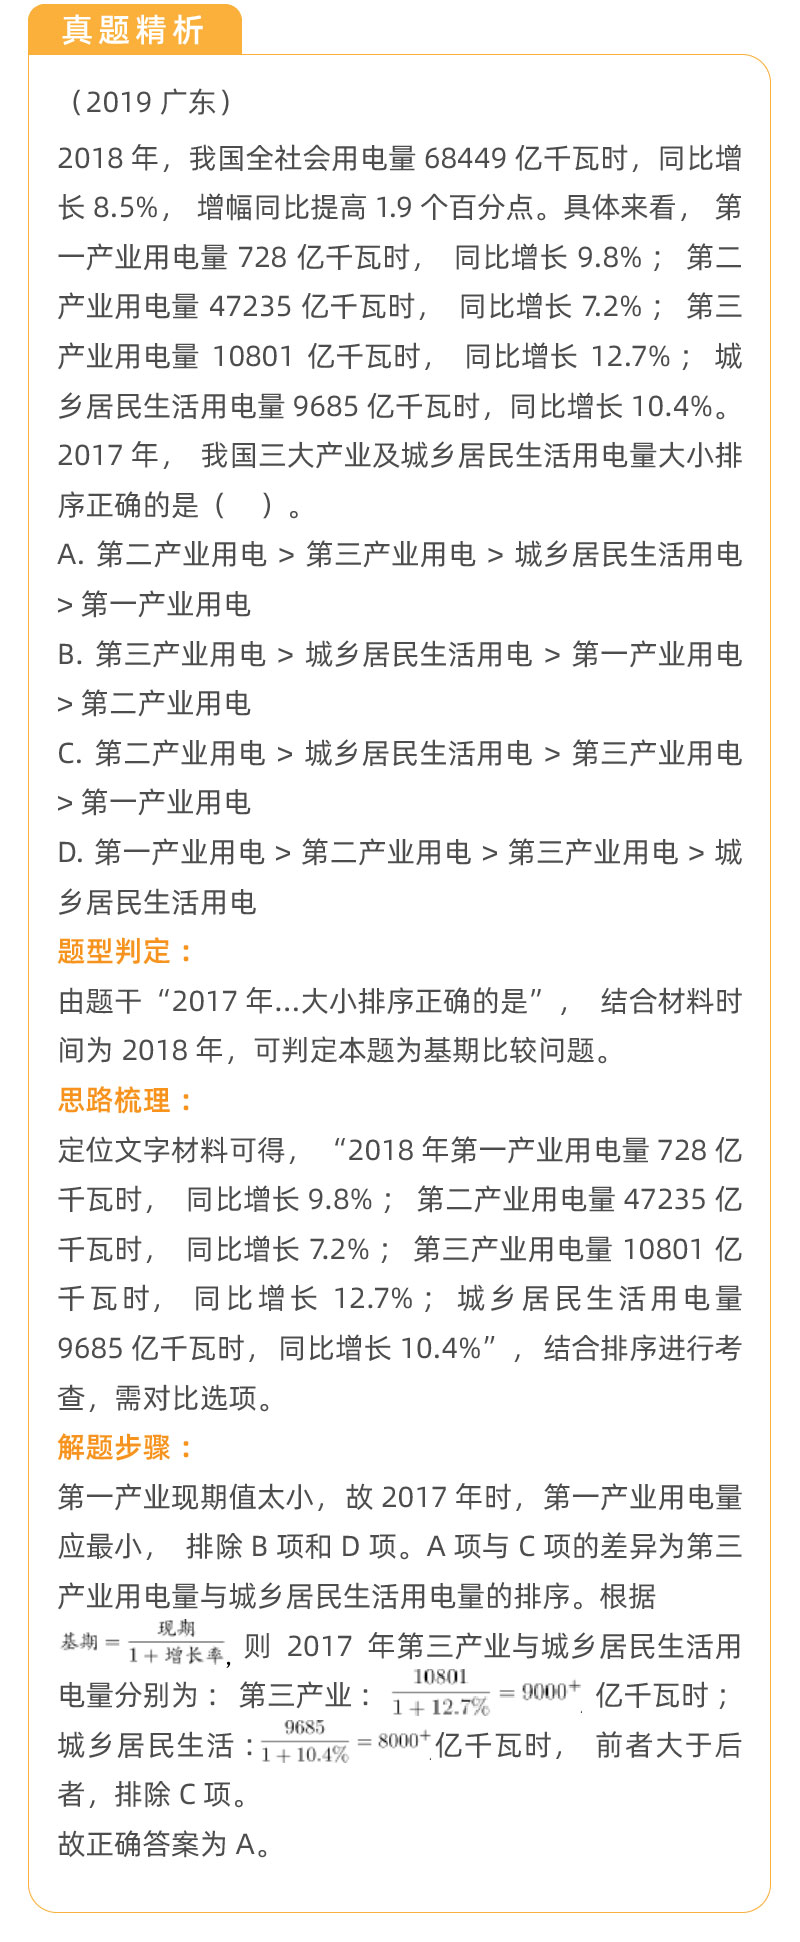 真题精析
（2019 广东）
2018 年，我国全社会用电量 68449 亿千瓦时，同比增
长 8.5%， 增幅同比提高 1.9 个百分点。具体来看， 第
一产业用电量 728 亿千瓦时， 同比增长 9.8%； 第二
产业用电量 47235 亿千瓦时， 同比增长 7.2%； 第三
产业用电量 10801 亿千瓦时， 同比增长 12.7%； 城
乡居民生活用电量 9685 亿千瓦时，同比增长 10.4%。
2017 年， 我国三大产业及城乡居民生活用电量大小排
序正确的是（ ）。
A. 第二产业用电 > 第三产业用电 > 城乡居民生活用电
> 第一产业用电
B. 第三产业用电 > 城乡居民生活用电 > 第一产业用电
> 第二产业用电
C. 第二产业用电 > 城乡居民生活用电 > 第三产业用电
> 第一产业用电
D. 第一产业用电 > 第二产业用电 > 第三产业用电 > 城
乡居民生活用电
题型判定：
由题干“2017 年...大小排序正确的是”， 结合材料时
间为 2018 年，可判定本题为基期比较问题。
思路梳理：
定位文字材料可得， “2018 年第一产业用电量 728 亿
千瓦时， 同比增长 9.8%； 第二产业用电量 47235 亿
千瓦时， 同比增长 7.2%； 第三产业用电量 10801 亿
千瓦时， 同比增长 12.7%；城乡居民生活用电量
9685 亿千瓦时，同比增长 10.4%”，结合排序进行考
查，需对比选项。
解题步骤：
第一产业现期值太小，故 2017 年时，第一产业用电量
应最小， 排除 B 项和 D 项。A 项与 C 项的差异为第三
产业用电量与城乡居民生活用电量的排序。根据
基期 = 现期/(1 + 增长率), 则 2017 年第三产业与城乡居民生活用
电量分别为： 第三产业： 10801/(1 + 12.7%) = 9000⁺ 亿千瓦时；
城乡居民生活：9685/(1 + 10.4%) = 8000⁺ 亿千瓦时， 前者大于后
者，排除 C 项。
故正确答案为 A。